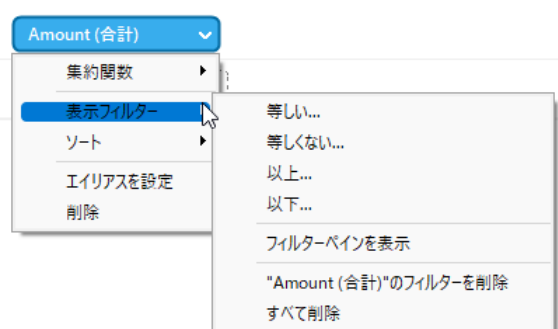 Amount (合計)
集約関数
表示フィルター
ソート
エイリアスを設定
削除
等しい...
等しくない...
以上...
以下...
フィルターペインを表示
"Amount (合計)"のフィルターを削除
すべて削除